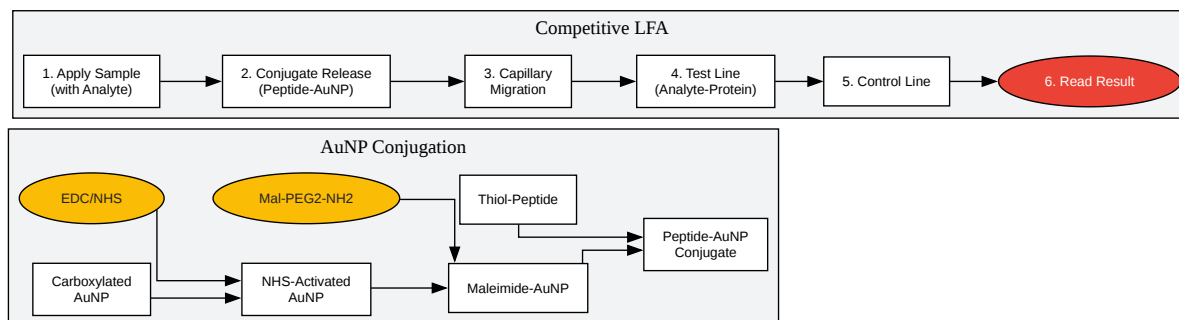 Competitive LFA
1. Apply Sample
(with Analyte)
2. Conjugate Release
(Peptide-AuNP)
3. Capillary
Migration
4. Test Line
(Analyte-Protein)
5. Control Line
6. Read Result
AuNP Conjugation
EDC/NHS
Mal-PEG2-NH2
Thiol-Peptide
Peptide-AuNP
Conjugate
Carboxylated
AuNP
NHS-Activated
AuNP
Maleimide-AuNP